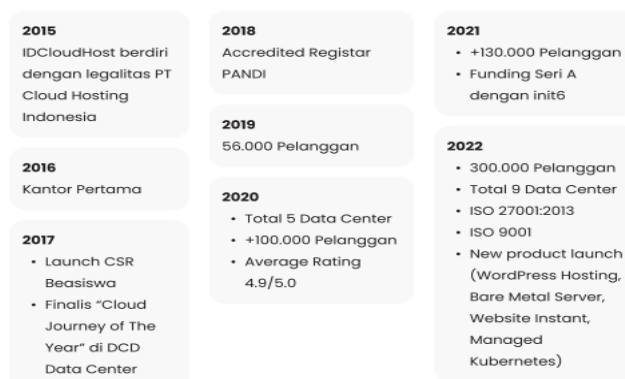 2015
IDCloudHost berdiri
dengan legalitas PT
Cloud Hosting
Indonesia
2016
Kantor Pertama
2017
• Launch CSR
Beasiswa
• Finalis “Cloud
Journey of The
Year” di DCD
Data Center
2018
Accredited Registar
PANDI
2019
56.000 Pelanggan
2020
• Total 5 Data Center
• +100.000 Pelanggan
• Average Rating
4.9/5.0
2021
• +130.000 Pelanggan
• Funding Seri A
dengan init6
2022
• 300.000 Pelanggan
• Total 9 Data Center
• ISO 27001:2013
• ISO 9001
• New product launch
(WordPress Hosting,
Bare Metal Server,
Website Instant,
Managed
Kubernetes)